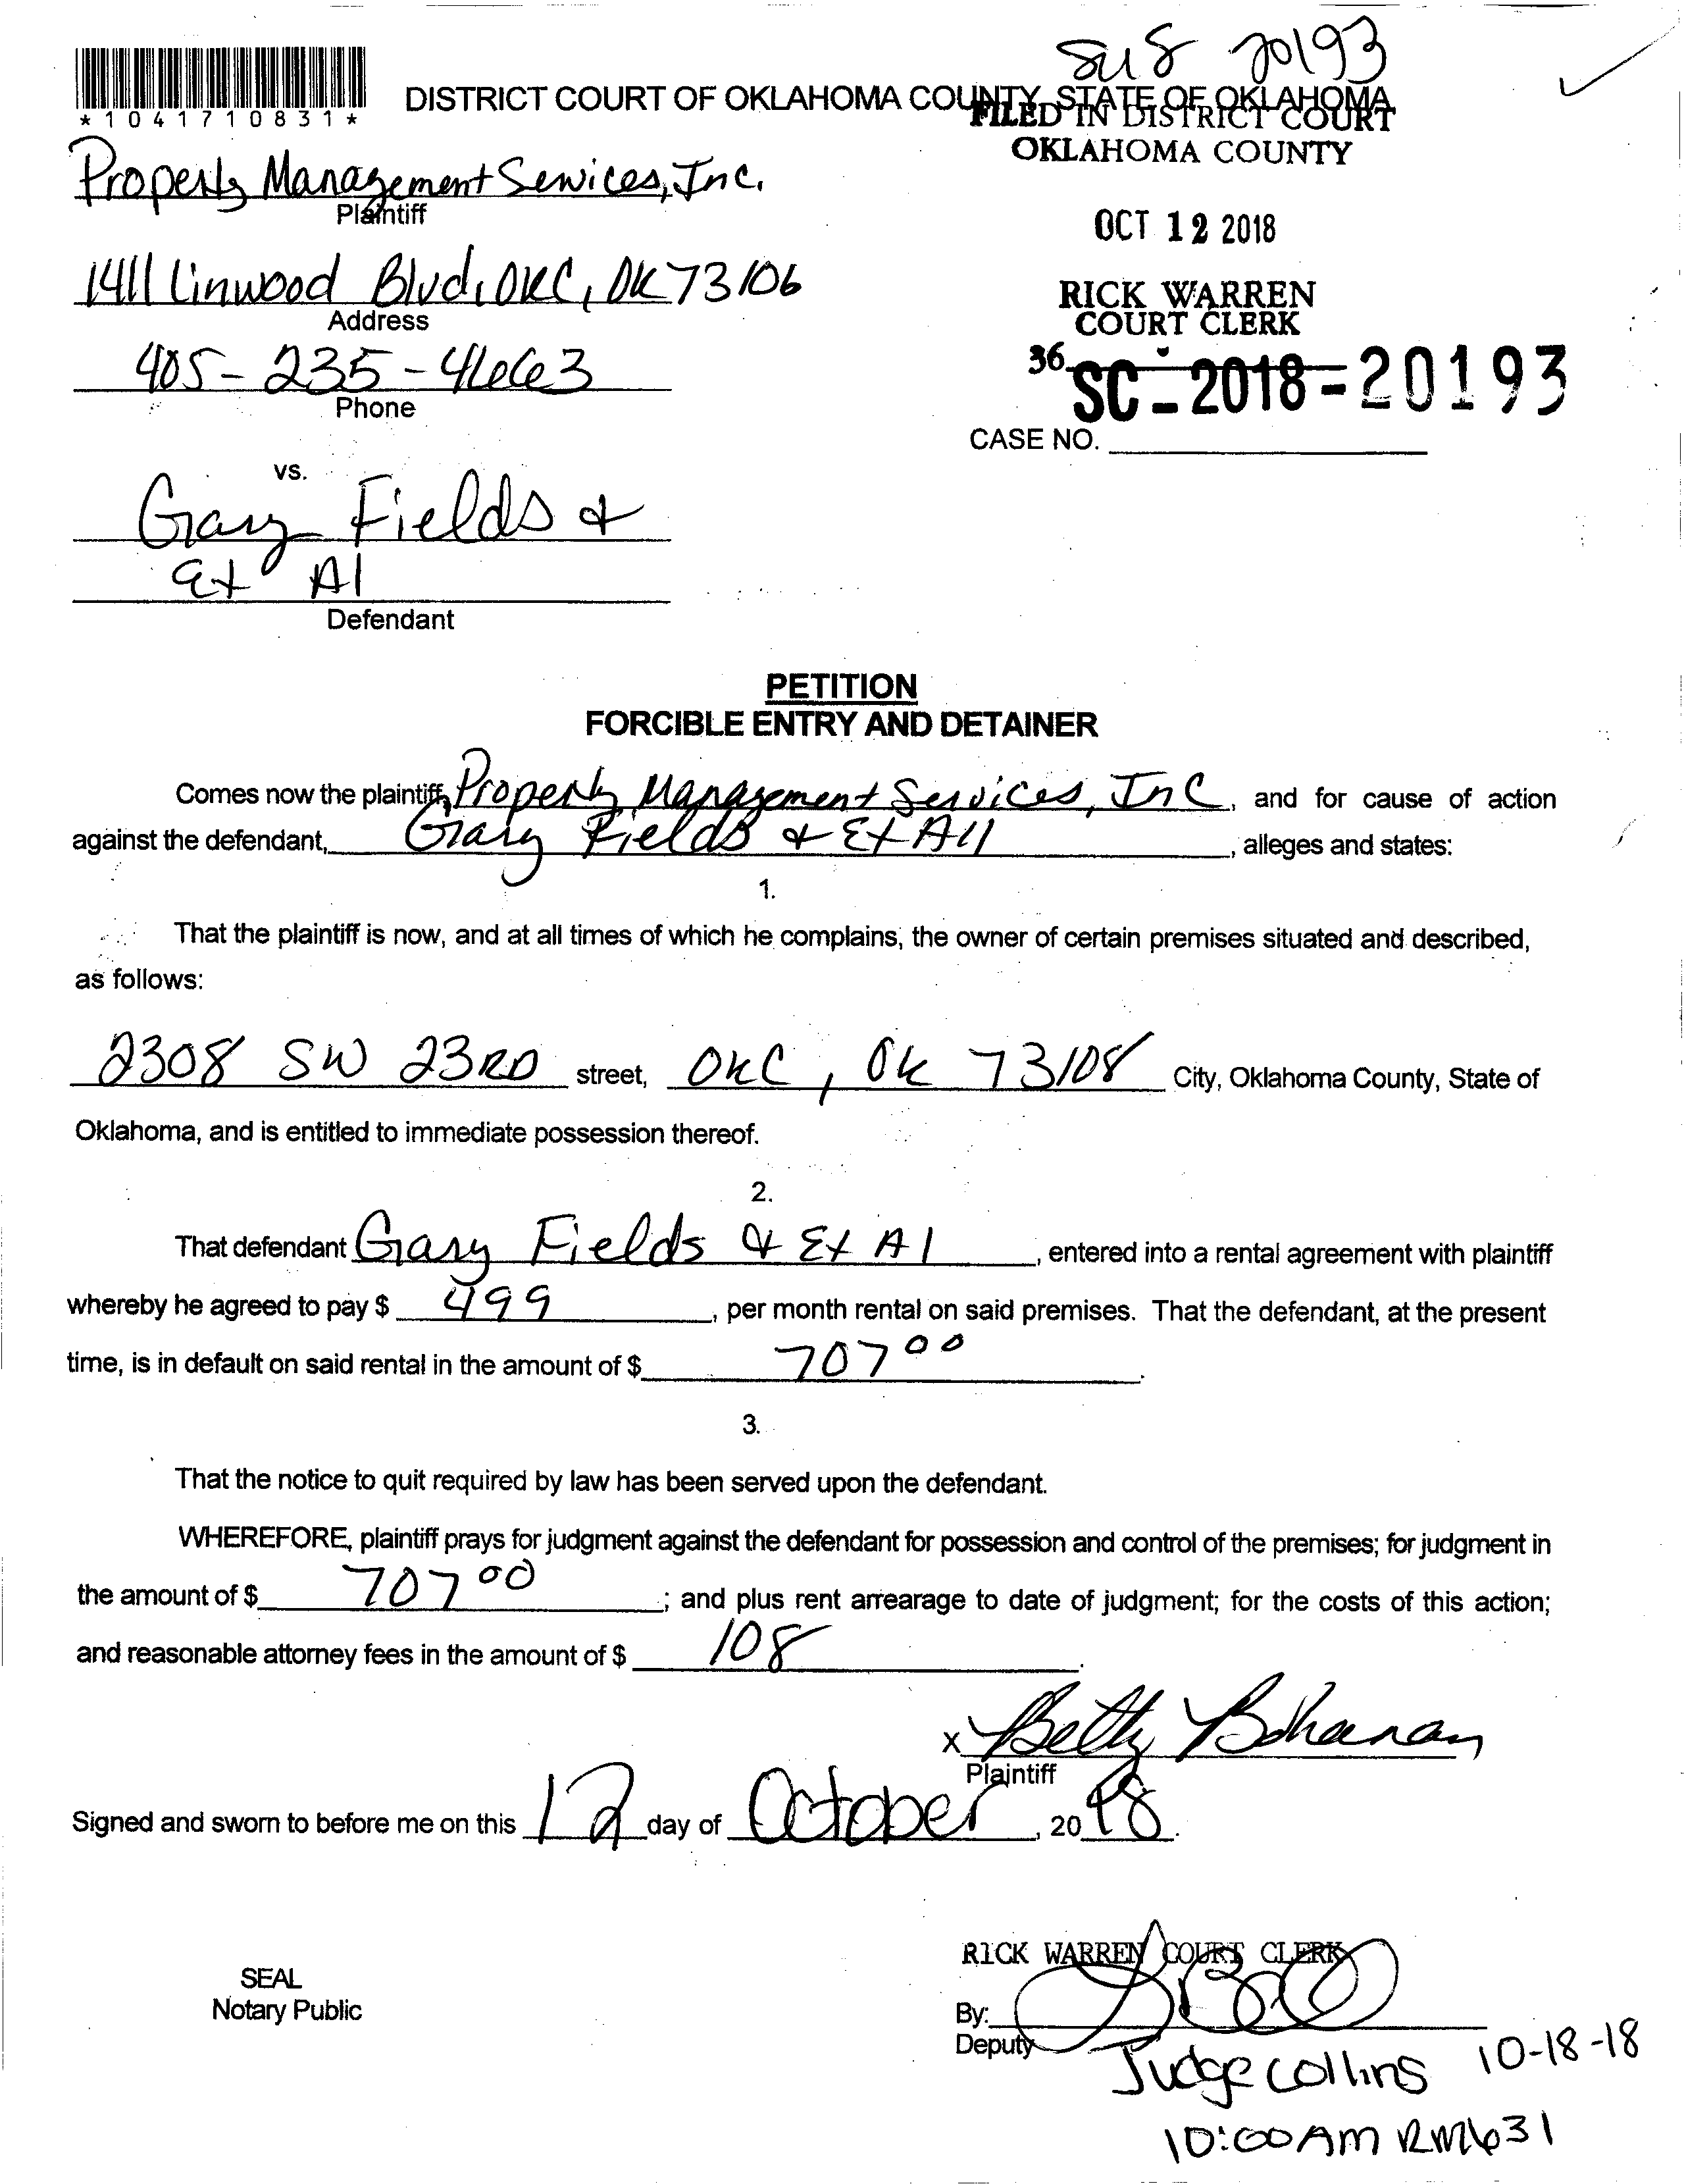 SU8 20193
*1041710831*
DISTRICT COURT OF OKLAHOMA COUNTY, STATE OF OKLAHOMA
FILED IN DISTRICT COURT
OKLAHOMA COUNTY
Property Management Services, Inc.
Plaintiff
OCT 12 2018
1411 Linwood Blvd, OKC, OK 73106
Address
RICK WARREN
COURT CLERK
405-235-4663
Phone
36
SC-2018-20193
CASE NO.
vs.
Gary Fields &
Et Al
Defendant
PETITION
FORCIBLE ENTRY AND DETAINER
Comes now the plaintiff, Property Management Services, Inc, and for cause of action
against the defendant, Gary Fields & Et All, alleges and states:
1.
That the plaintiff is now, and at all times of which he complains, the owner of certain premises situated and described,
as follows:
2308 SW 23RD street, OKC, Ok 73108 City, Oklahoma County, State of
Oklahoma, and is entitled to immediate possession thereof.
2.
That defendant Gary Fields & Et Al, entered into a rental agreement with plaintiff
whereby he agreed to pay $ 499, per month rental on said premises. That the defendant, at the present
time, is in default on said rental in the amount of $ 707 00.
3.
That the notice to quit required by law has been served upon the defendant.
WHEREFORE, plaintiff prays for judgment against the defendant for possession and control of the premises; for judgment in
the amount of $ 707 00; and plus rent arrearage to date of judgment; for the costs of this action;
and reasonable attorney fees in the amount of $ 108.
x Betty Bohanan
Plaintiff
Signed and sworn to before me on this 12 day of October, 2018.
RICK WARREN COURT CLERK
SEAL
Notary Public
By:
Deputy
Judge Collins 10-18-18
10:00AM RM631